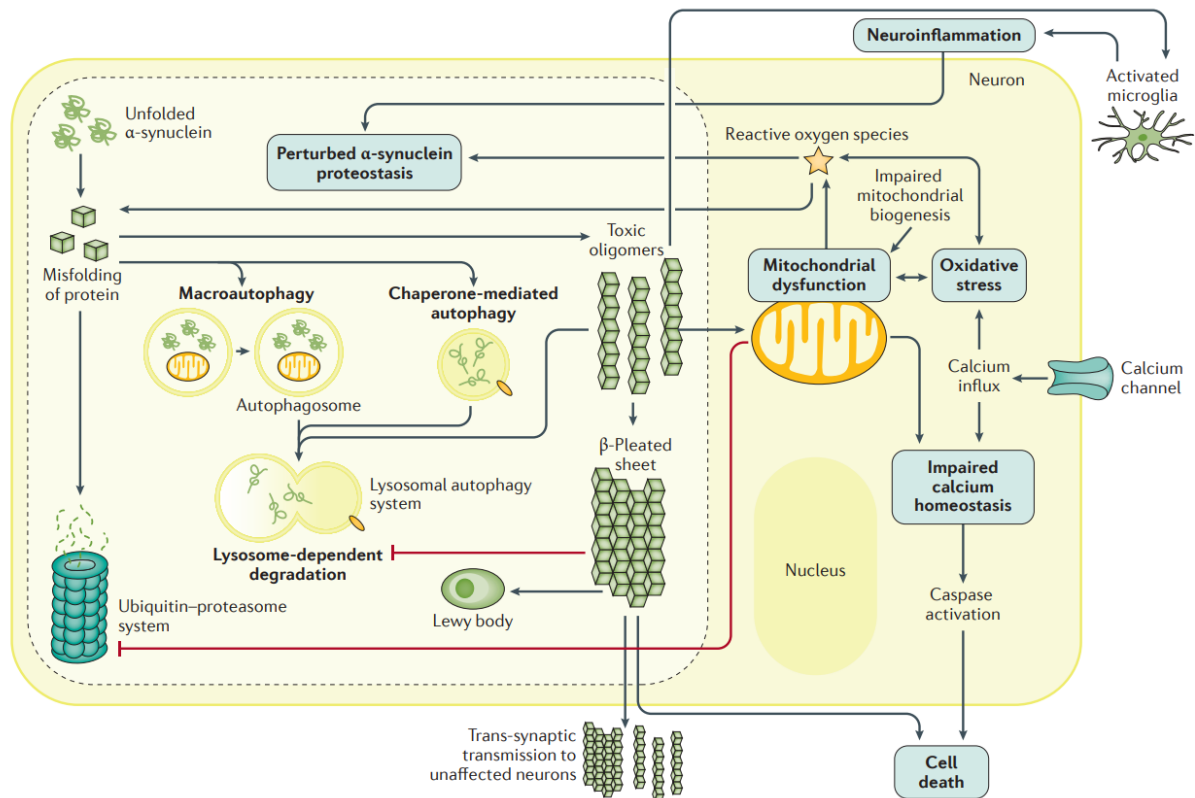 Neuroinflammation
Neuron
Activated
microglia
Unfolded
α-synuclein
Perturbed α-synuclein
proteostasis
Reactive oxygen species
Impaired
mitochondrial
biogenesis
Misfolding
of protein
Toxic
oligomers
Mitochondrial
dysfunction
Oxidative
stress
Macroautophagy
Chaperone-mediated
autophagy
Autophagosome
Calcium
influx
Calcium
channel
β-Pleated
sheet
Lysosomal autophagy
system
Impaired
calcium
homeostasis
Lysosome-dependent
degradation
Nucleus
Ubiquitin–proteasome
system
Lewy body
Caspase
activation
Trans-synaptic
transmission to
unaffected neurons
Cell
death